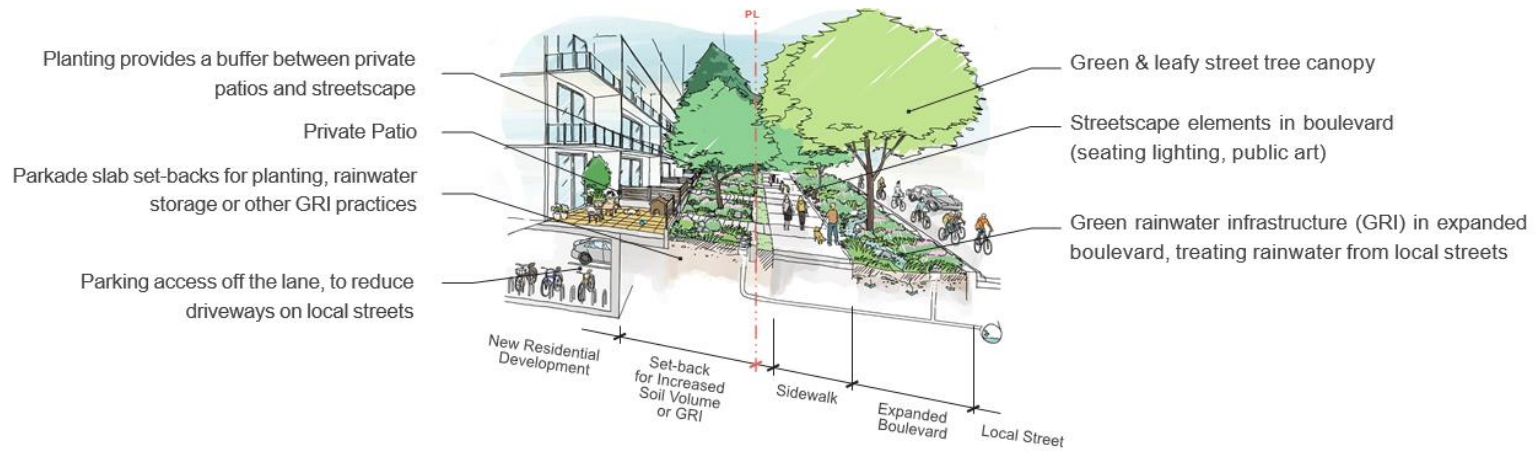 PL
Planting provides a buffer between private
patios and streetscape
Private Patio
Parkade slab set-backs for planting, rainwater
storage or other GRI practices
Parking access off the lane, to reduce
driveways on local streets
Green & leafy street tree canopy
Streetscape elements in boulevard
(seating lighting, public art)
Green rainwater infrastructure (GRI) in expanded
boulevard, treating rainwater from local streets
New Residential
Development
Set-back
for Increased
Soil Volume
or GRI
Sidewalk
Expanded
Boulevard
Local Street